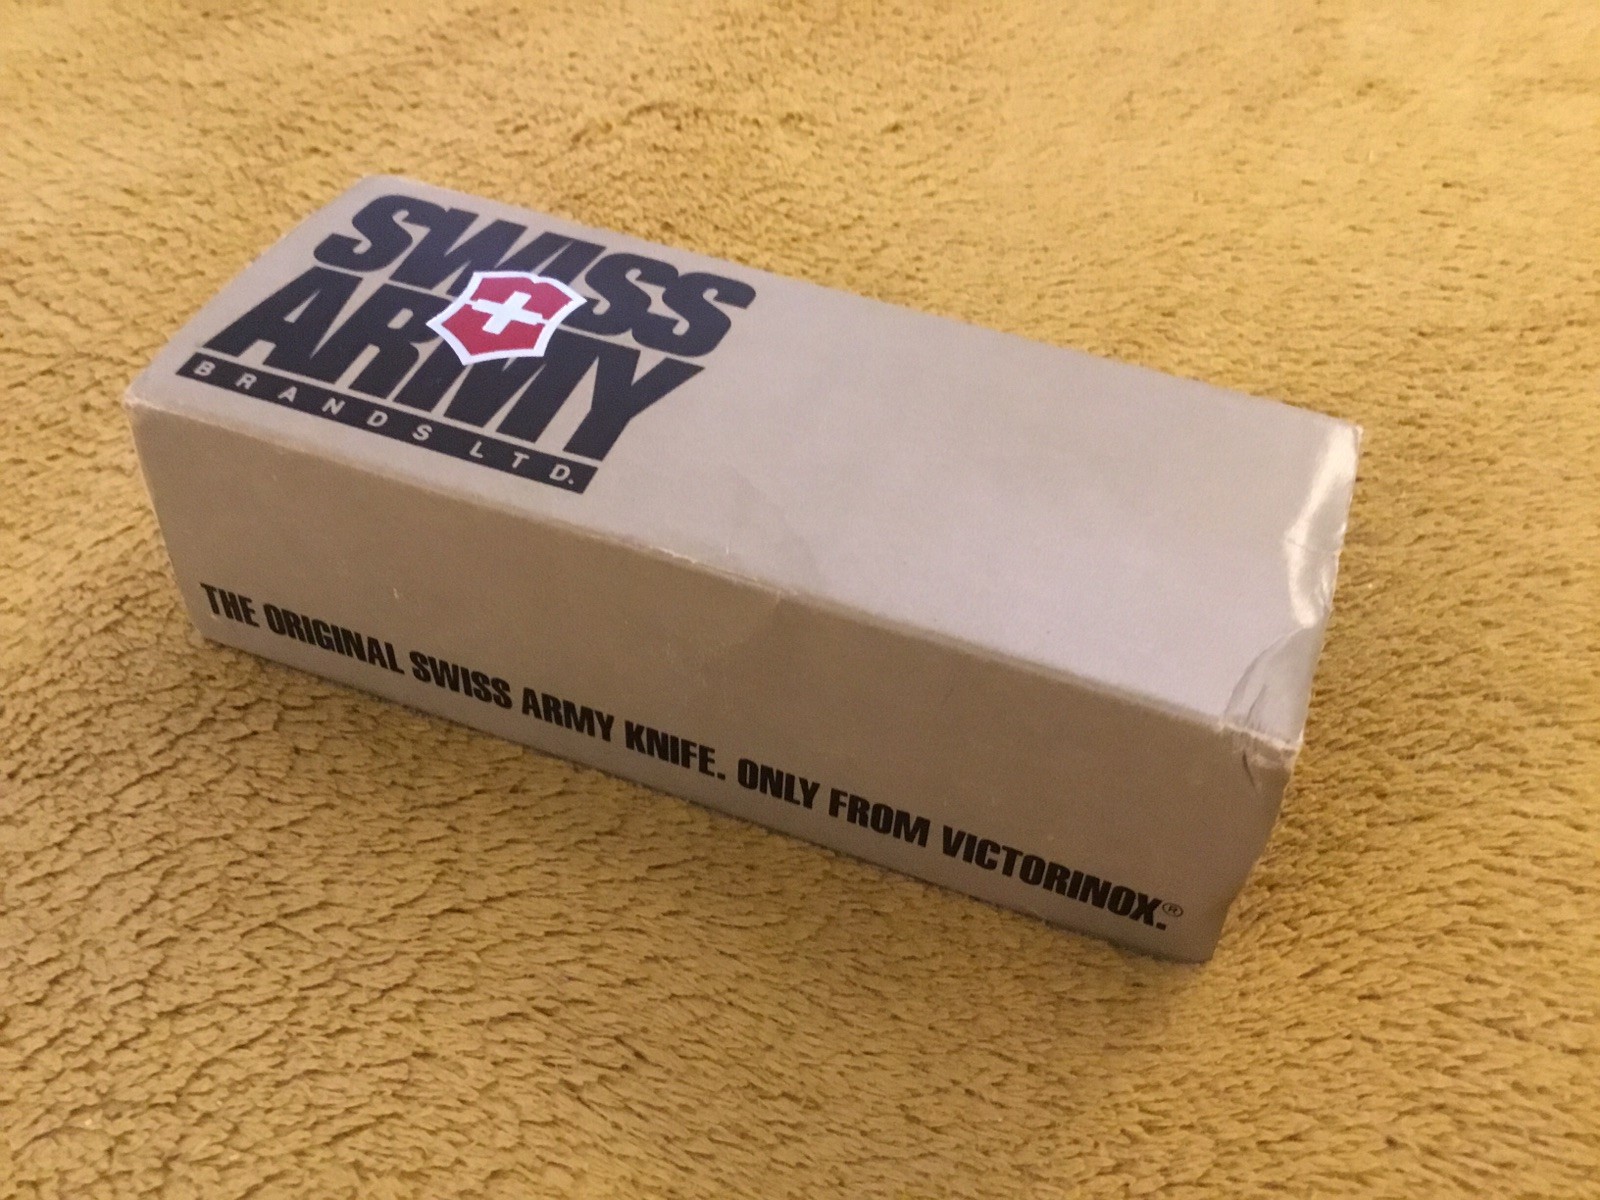 SWISS
ARMY
BRANDS LTD.
THE ORIGINAL SWISS ARMY KNIFE. ONLY FROM VICTORINOX.®